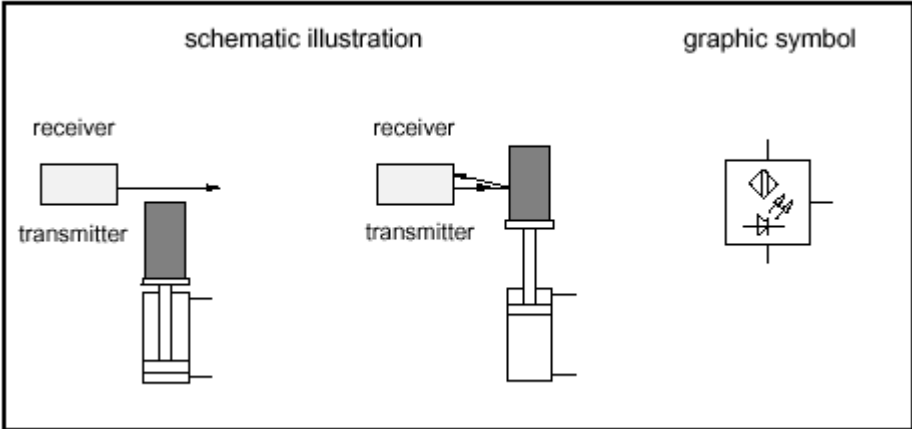 schematic illustration
graphic symbol
receiver
receiver
transmitter
transmitter